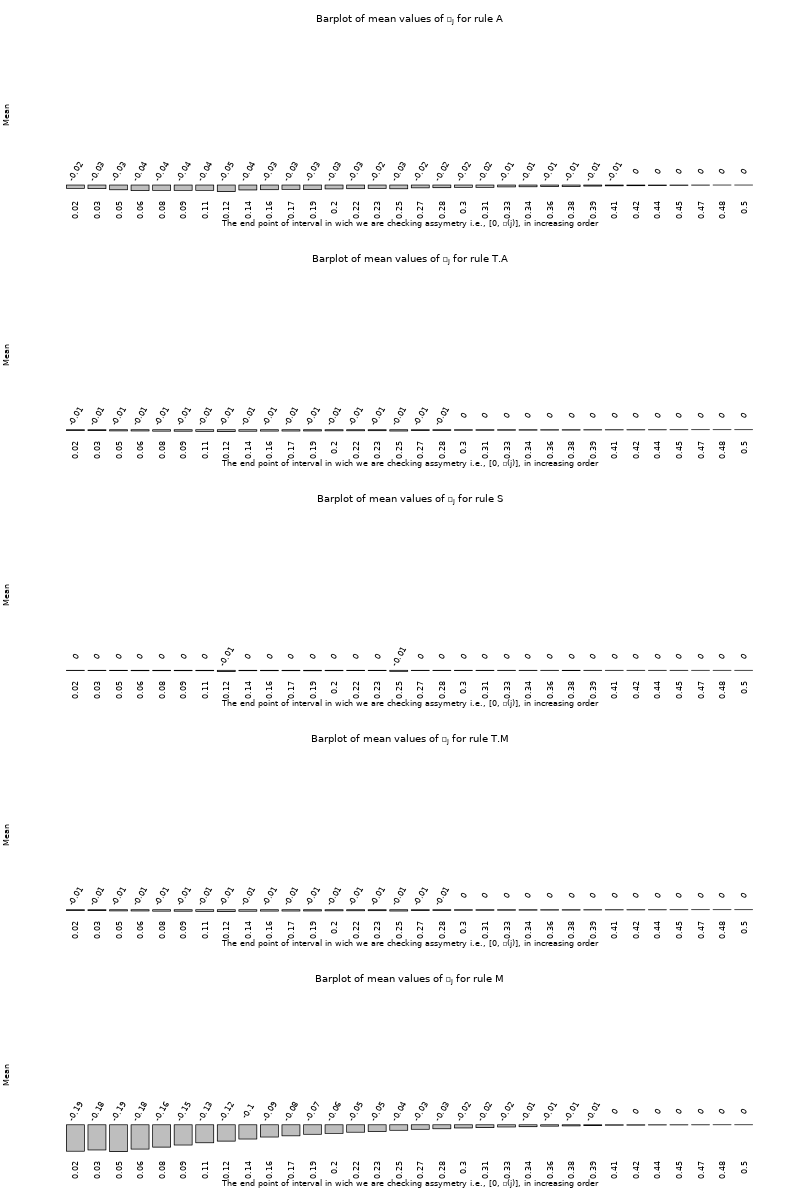 Barplot of mean values of □j for rule A
Mean
-0.02 -0.03 -0.03 -0.04 -0.04 -0.04 -0.04 -0.05 -0.04 -0.03 -0.03 -0.03 -0.03 -0.03 -0.02 -0.03 -0.02 -0.02 -0.02 -0.02 -0.01 -0.01 -0.01 -0.01 -0.01 -0.01 0 0 0 0 0 0
0.02 0.03 0.05 0.06 0.08 0.09 0.11 0.12 0.14 0.16 0.17 0.19 0.2 0.22 0.23 0.25 0.27 0.28 0.3 0.31 0.33 0.34 0.36 0.38 0.39 0.41 0.42 0.44 0.45 0.47 0.48 0.5
The end point of interval in wich we are checking assymetry i.e., [0, □(j)], in increasing order
Barplot of mean values of □j for rule T.A
Mean
-0.01 -0.01 -0.01 -0.01 -0.01 -0.01 -0.01 -0.01 -0.01 -0.01 -0.01 -0.01 -0.01 -0.01 -0.01 -0.01 -0.01 -0.01 0 0 0 0 0 0 0 0 0 0 0 0 0 0
0.02 0.03 0.05 0.06 0.08 0.09 0.11 0.12 0.14 0.16 0.17 0.19 0.2 0.22 0.23 0.25 0.27 0.28 0.3 0.31 0.33 0.34 0.36 0.38 0.39 0.41 0.42 0.44 0.45 0.47 0.48 0.5
The end point of interval in wich we are checking assymetry i.e., [0, □(j)], in increasing order
Barplot of mean values of □j for rule S
Mean
0 0 0 0 0 0 0 -0.01 0 0 0 0 0 0 0 -0.01 0 0 0 0 0 0 0 0 0 0 0 0 0 0 0 0
0.02 0.03 0.05 0.06 0.08 0.09 0.11 0.12 0.14 0.16 0.17 0.19 0.2 0.22 0.23 0.25 0.27 0.28 0.3 0.31 0.33 0.34 0.36 0.38 0.39 0.41 0.42 0.44 0.45 0.47 0.48 0.5
The end point of interval in wich we are checking assymetry i.e., [0, □(j)], in increasing order
Barplot of mean values of □j for rule T.M
Mean
-0.01 -0.01 -0.01 -0.01 -0.01 -0.01 -0.01 -0.01 -0.01 -0.01 -0.01 -0.01 -0.01 -0.01 -0.01 -0.01 -0.01 -0.01 0 0 0 0 0 0 0 0 0 0 0 0 0 0
0.02 0.03 0.05 0.06 0.08 0.09 0.11 0.12 0.14 0.16 0.17 0.19 0.2 0.22 0.23 0.25 0.27 0.28 0.3 0.31 0.33 0.34 0.36 0.38 0.39 0.41 0.42 0.44 0.45 0.47 0.48 0.5
The end point of interval in wich we are checking assymetry i.e., [0, □(j)], in increasing order
Barplot of mean values of □j for rule M
Mean
-0.19 -0.18 -0.19 -0.18 -0.16 -0.15 -0.13 -0.12 -0.1 -0.09 -0.08 -0.07 -0.06 -0.05 -0.05 -0.04 -0.03 -0.03 -0.02 -0.02 -0.02 -0.01 -0.01 -0.01 -0.01 0 0 0 0 0 0 0
0.02 0.03 0.05 0.06 0.08 0.09 0.11 0.12 0.14 0.16 0.17 0.19 0.2 0.22 0.23 0.25 0.27 0.28 0.3 0.31 0.33 0.34 0.36 0.38 0.39 0.41 0.42 0.44 0.45 0.47 0.48 0.5
The end point of interval in wich we are checking assymetry i.e., [0, □(j)], in increasing order